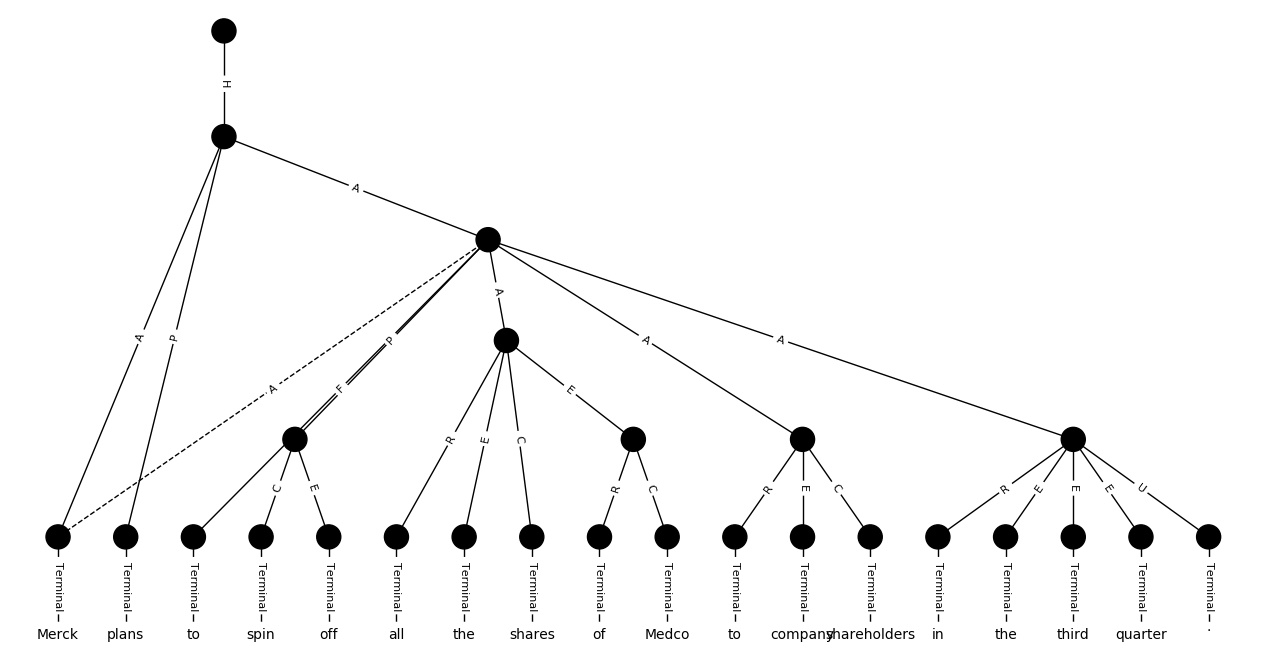 H
A
A
P
A
P
A
A
A
F
R
E
C
E
C
E
R
C
R
E
C
R
E
E
E
U
Terminal Terminal Terminal Terminal Terminal Terminal Terminal Terminal Terminal Terminal Terminal Terminal Terminal Terminal Terminal Terminal Terminal Terminal
Merck plans to spin off all the shares of Medco to company shareholders in the third quarter .